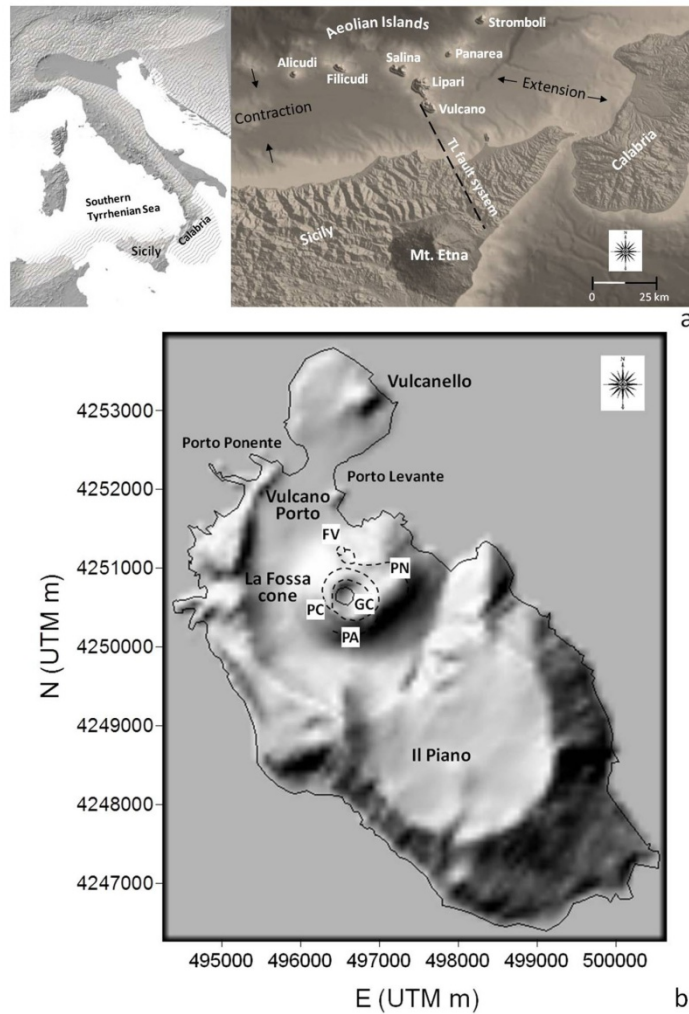 Southern
Tyrrhenian Sea
Sicily
Calabria
Aeolian Islands
Stromboli
Alicudi
Filicudi
Salina
Panarea
Lipari
Vulcano
Extension
Contraction
TL fault system
Calabria
Sicily
Mt. Etna
N
0 25 km
a
N
Vulcanello
4253000
Porto Ponente
4252000
Porto Levante
Vulcano
Porto
FV
4251000
PN
La Fossa
cone
GC
PC
PA
4250000
N (UTM m)
4249000
Il Piano
4248000
4247000
495000 496000 497000 498000 499000 500000
E (UTM m)
b